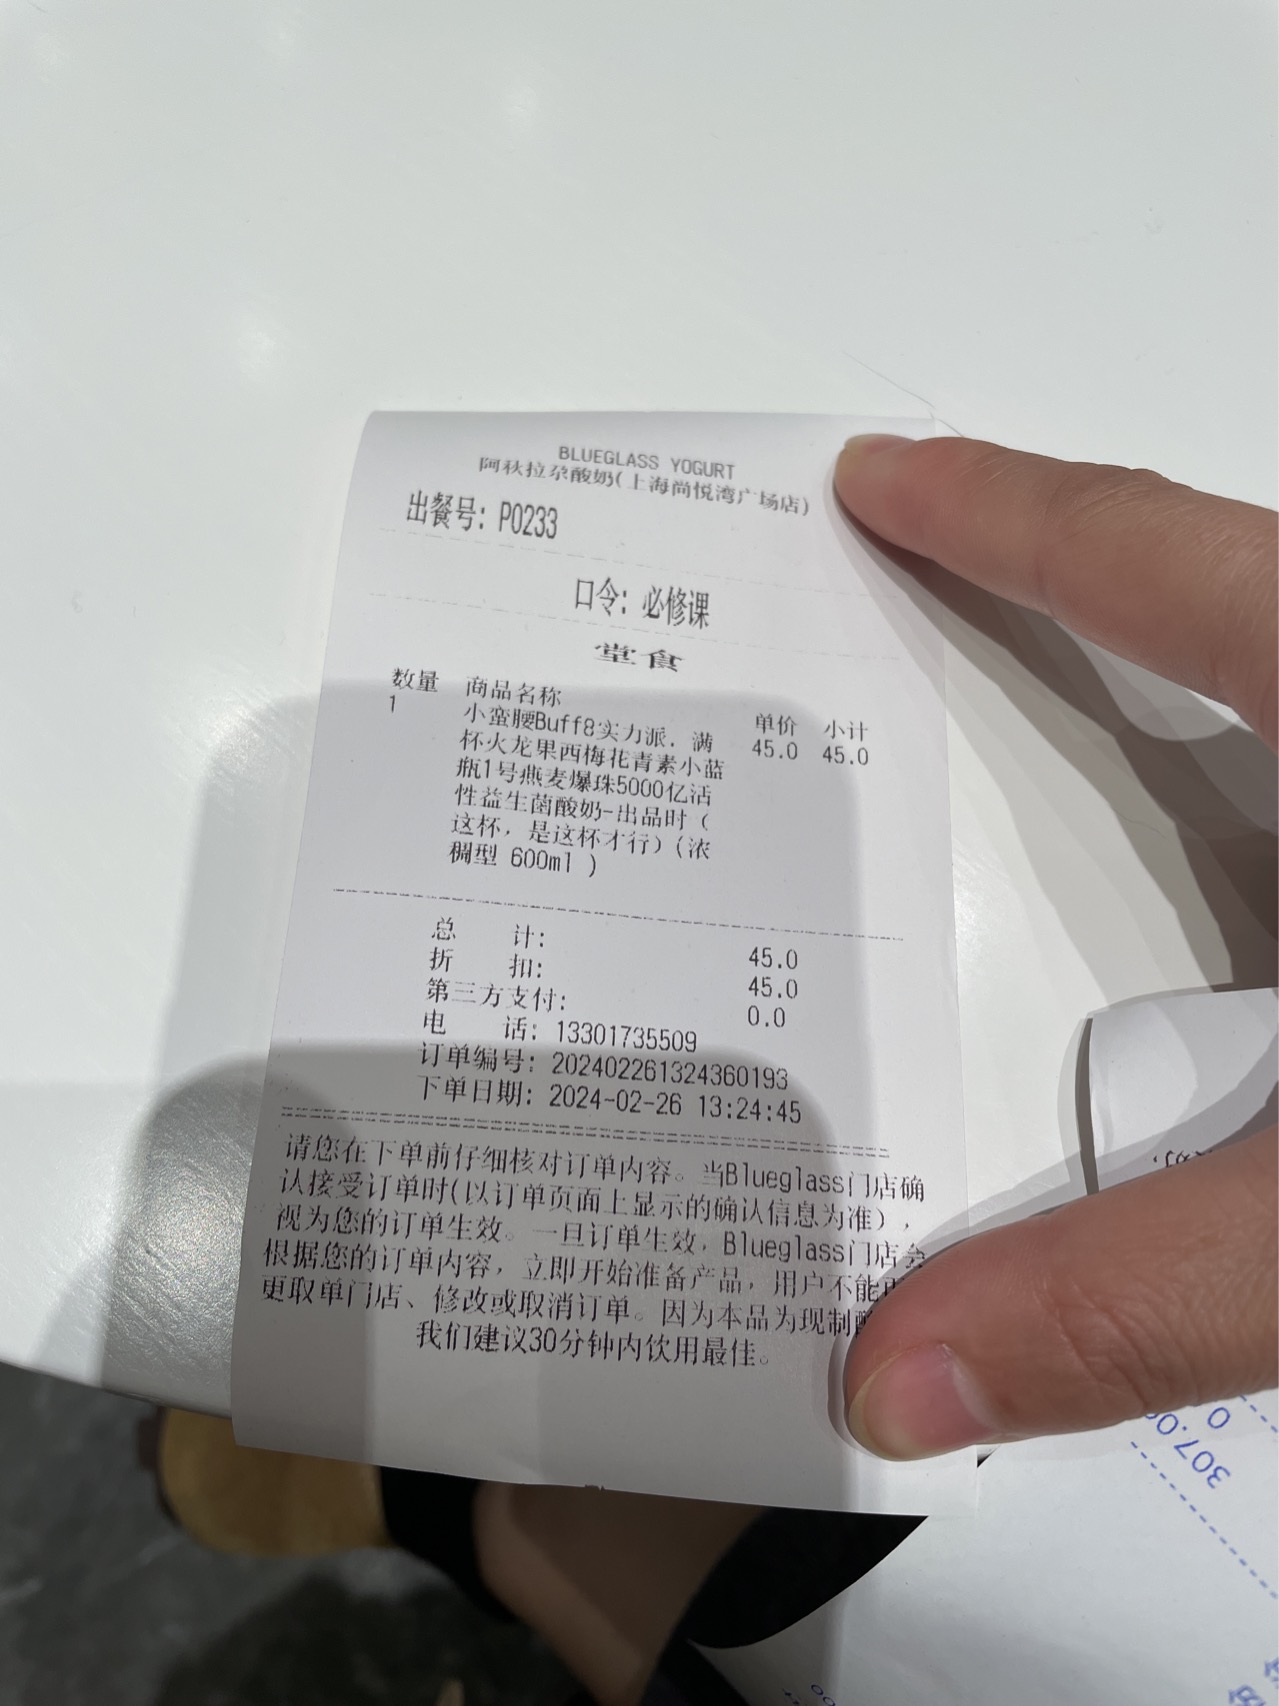 BLUEGLASS YOGURT
阿秋拉尕酸奶(上海尚悦湾广场店)
出餐号: P0233
口令: 必修课
堂食
数量 商品名称 单价 小计
1 小蛮腰Buff8实力派, 满 45.0 45.0
杯火龙果西梅花青素小蓝
瓶1号燕麦爆珠5000亿活
性益生菌酸奶-出品时(
这杯, 是这杯才行)(浓
稠型 600ml )
总 计: 45.0
折 扣: 45.0
第三方支付: 0.0
电 话: 13301735509
订单编号: 202402261324360193
下单日期: 2024-02-26 13:24:45
请您在下单前仔细核对订单内容。当Blueglass门店确
认接受订单时(以订单页面上显示的确认信息为准),
视为您的订单生效。一旦订单生效, Blueglass门店会
根据您的订单内容, 立即开始准备产品, 用户不能
更取单门店、修改或取消订单。因为本品为现制
我们建议30分钟内饮用最佳。
307.0
0